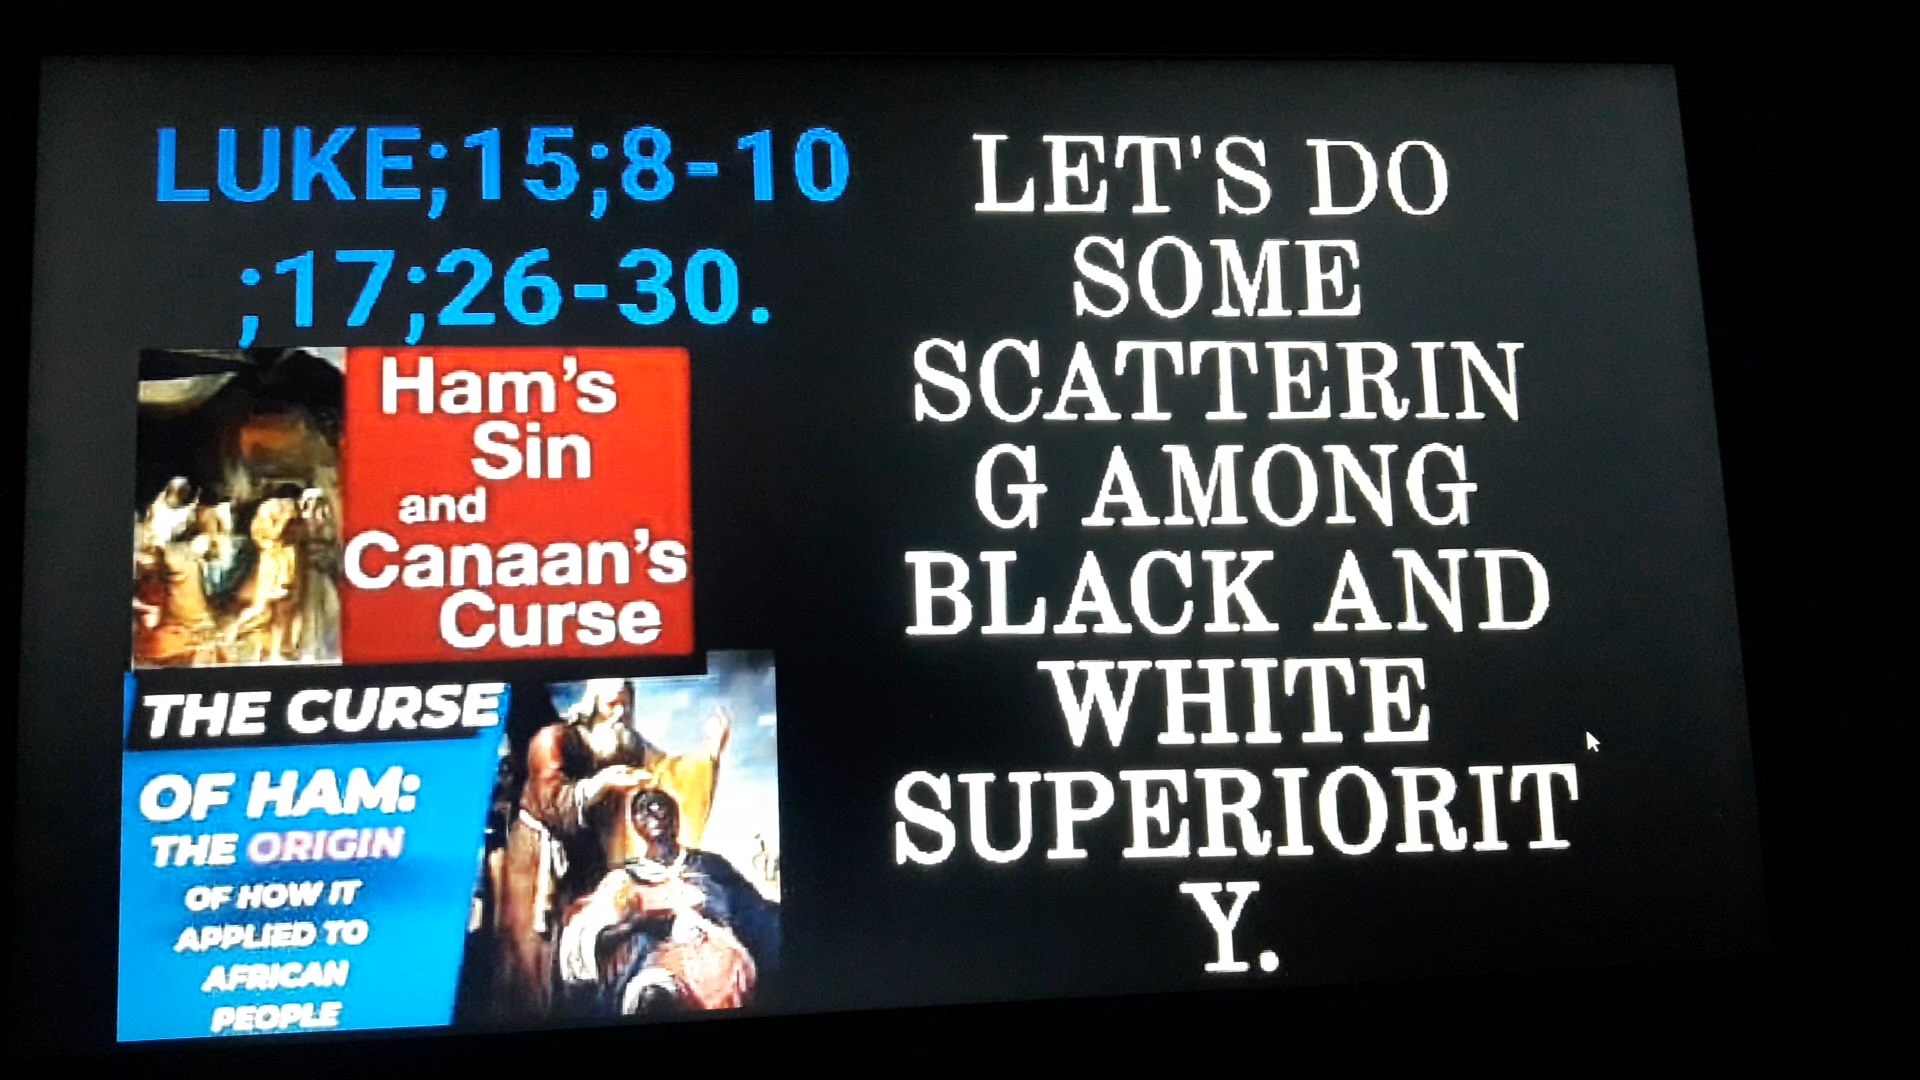 LUKE;15;8-10
;17;26-30.
Ham's
Sin
and
Canaan's
Curse
THE CURSE
OF HAM:
THE ORIGIN
OF HOW IT
APPLIED TO
AFRICAN
PEOPLE
LET'S DO
SOME
SCATTERIN
G AMONG
BLACK AND
WHITE
SUPERIORIT
Y.